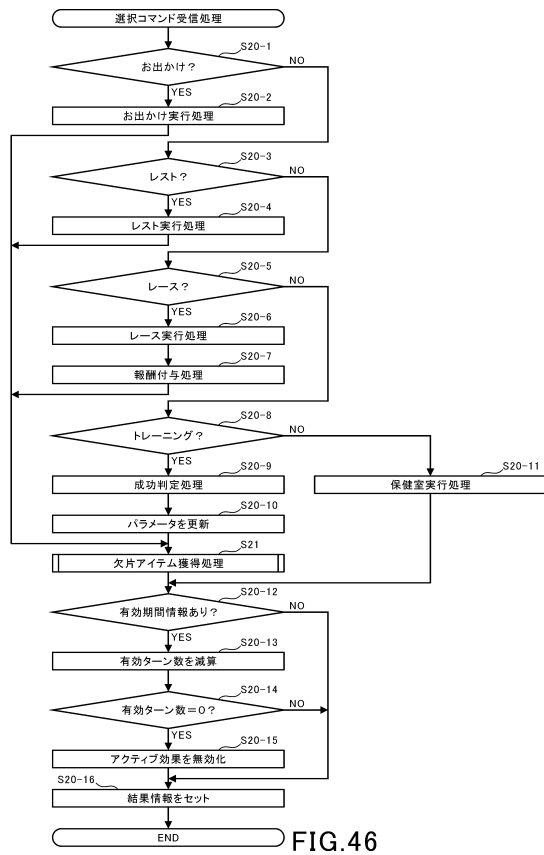 選択コマンド受信処理
S20-1
お出かけ？
NO
YES
S20-2
お出かけ実行処理
S20-3
レスト？
NO
YES
S20-4
レスト実行処理
S20-5
レース？
NO
YES
S20-6
レース実行処理
S20-7
報酬付与処理
S20-8
トレーニング？
NO
YES
S20-9
成功判定処理
S20-11
保健室実行処理
S20-10
パラメータを更新
S21
欠片アイテム獲得処理
S20-12
有効期間情報あり？
NO
YES
S20-13
有効ターン数を減算
S20-14
有効ターン数＝0？
NO
YES
S20-15
アクティブ効果を無効化
S20-16
結果情報をセット
END
FIG.46